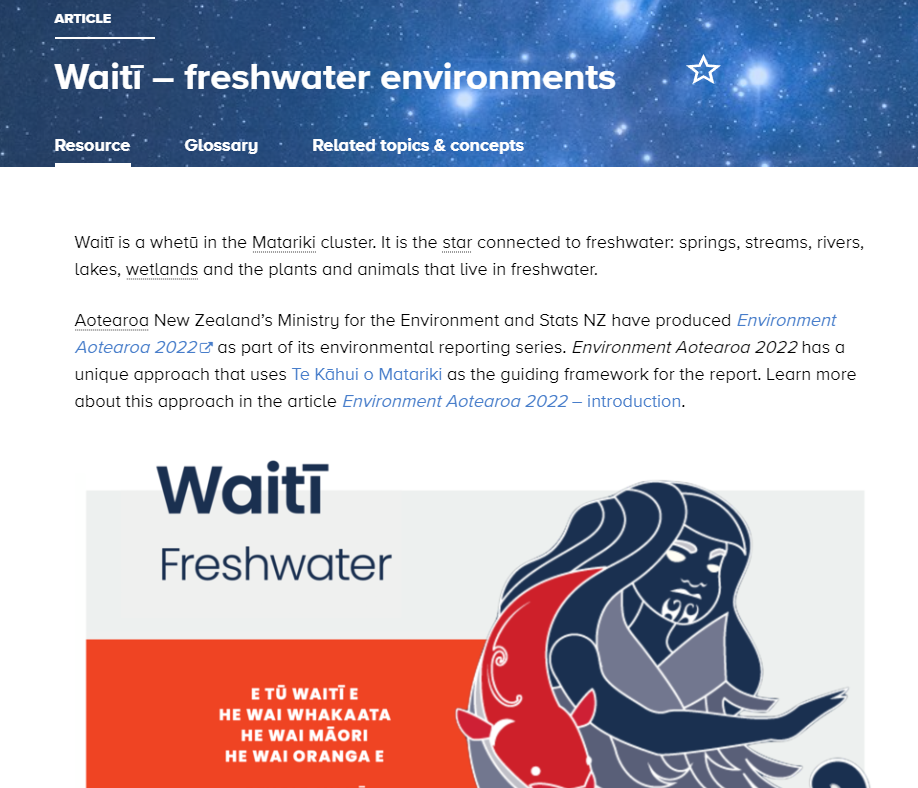 ARTICLE
Waitī – freshwater environments
Resource Glossary Related topics & concepts
Waitī is a whetū in the Matariki cluster. It is the star connected to freshwater: springs, streams, rivers,
lakes, wetlands and the plants and animals that live in freshwater.
Aotearoa New Zealand’s Ministry for the Environment and Stats NZ have produced Environment
Aotearoa 2022 as part of its environmental reporting series. Environment Aotearoa 2022 has a
unique approach that uses Te Kāhui o Matariki as the guiding framework for the report. Learn more
about this approach in the article Environment Aotearoa 2022 – introduction.
Waitī
Freshwater
E TŪ WAITĪ E
HE WAI WHAKAATA
HE WAI MĀORI
HE WAI ORANGA E